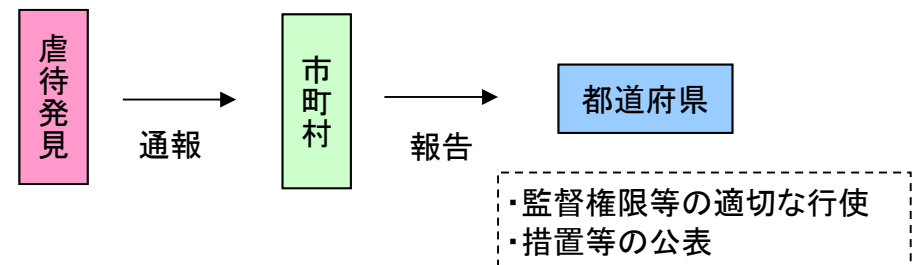 虐待発見
通報
市町村
報告
都道府県
・監督権限等の適切な行使
・措置等の公表